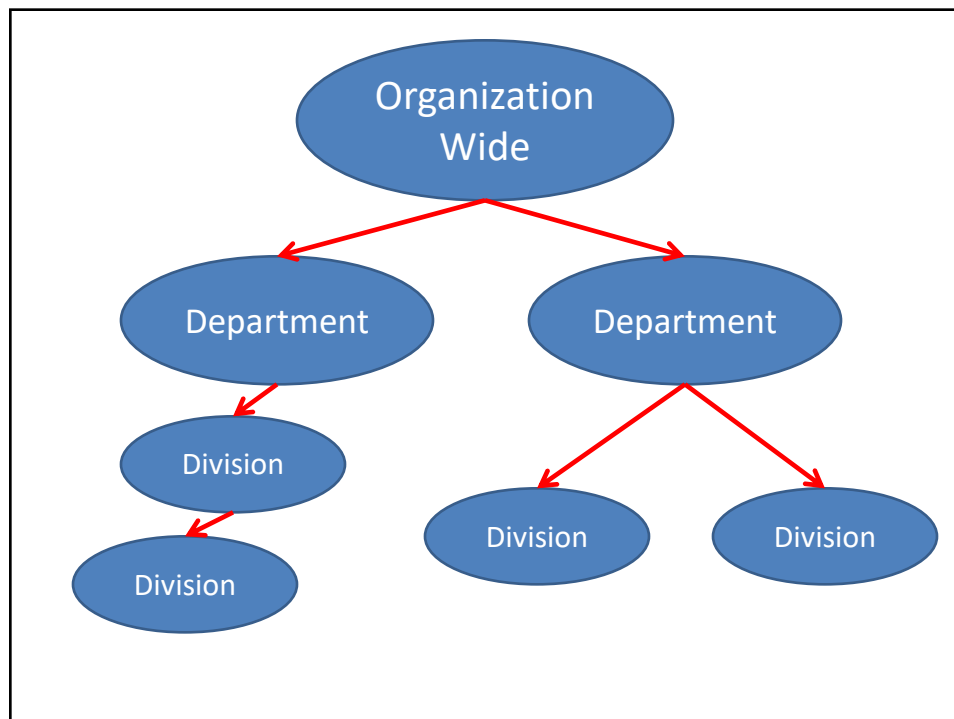 Organization
Wide
Department
Department
Division
Division
Division
Division